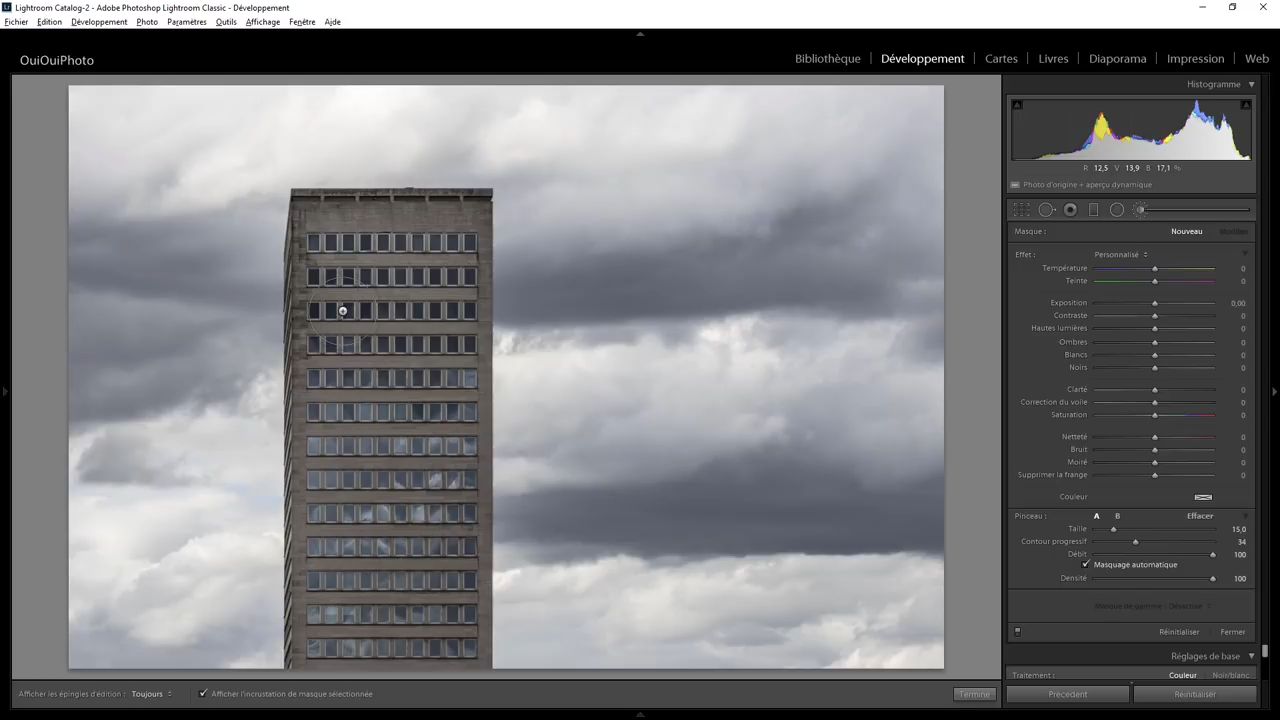 Lightroom Catalog-2 - Adobe Photoshop Lightroom Classic - Développement
Fichier Edition Développement Photo Paramètres Outils Affichage Fenêtre Aide
OuiOuiPhoto
Bibliothèque Développement Cartes Livres Diaporama Impression Web
Histogramme
R 12,5 V 13,9 B 17,1 %
Photo d'origine + aperçu dynamique
Masque : Nouveau Modifier
Effet : Personnalisé
Température 0
Teinte 0
Exposition 0,00
Contraste 0
Hautes lumières 0
Ombres 0
Blancs 0
Noirs 0
Clarté 0
Correction du voile 0
Saturation 0
Netteté 0
Bruit 0
Moiré 0
Supprimer la frange 0
Couleur
Pinceau : A B Effacer
Taille 15,0
Contour progressif 34
Débit 100
Masquage automatique
Densité 100
Masque de gamme : Désactivé
Réinitialiser Fermer
Réglages de base
Traitement : Couleur Noir/blanc
Afficher les épingles d'édition : Toujours Afficher l'incrustation de masque sélectionnée Terminé
Précédent Réinitialiser